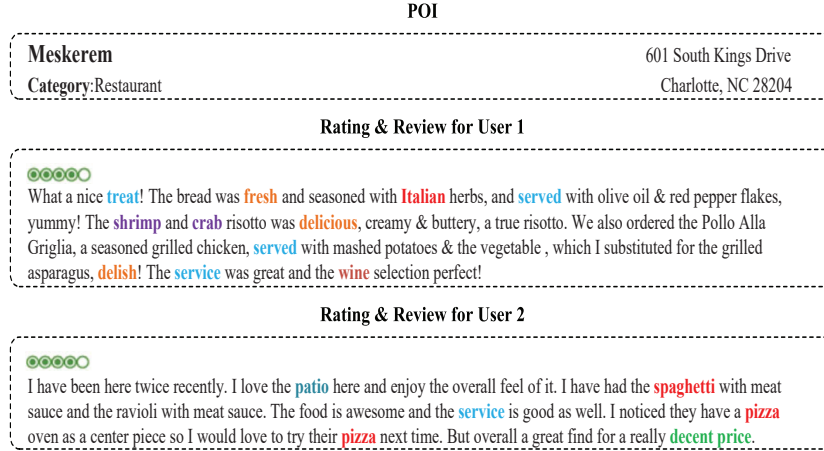 POI
Meskerem
601 South Kings Drive
Category:Restaurant
Charlotte, NC 28204
Rating & Review for User 1
What a nice treat! The bread was fresh and seasoned with Italian herbs, and served with olive oil & red pepper flakes,
yummy! The shrimp and crab risotto was delicious, creamy & buttery, a true risotto. We also ordered the Pollo Alla
Griglia, a seasoned grilled chicken, served with mashed potatoes & the vegetable , which I substituted for the grilled
asparagus, delish! The service was great and the wine selection perfect!
Rating & Review for User 2
I have been here twice recently. I love the patio here and enjoy the overall feel of it. I have had the spaghetti with meat
sauce and the ravioli with meat sauce. The food is awesome and the service is good as well. I noticed they have a pizza
oven as a center piece so I would love to try their pizza next time. But overall a great find for a really decent price.